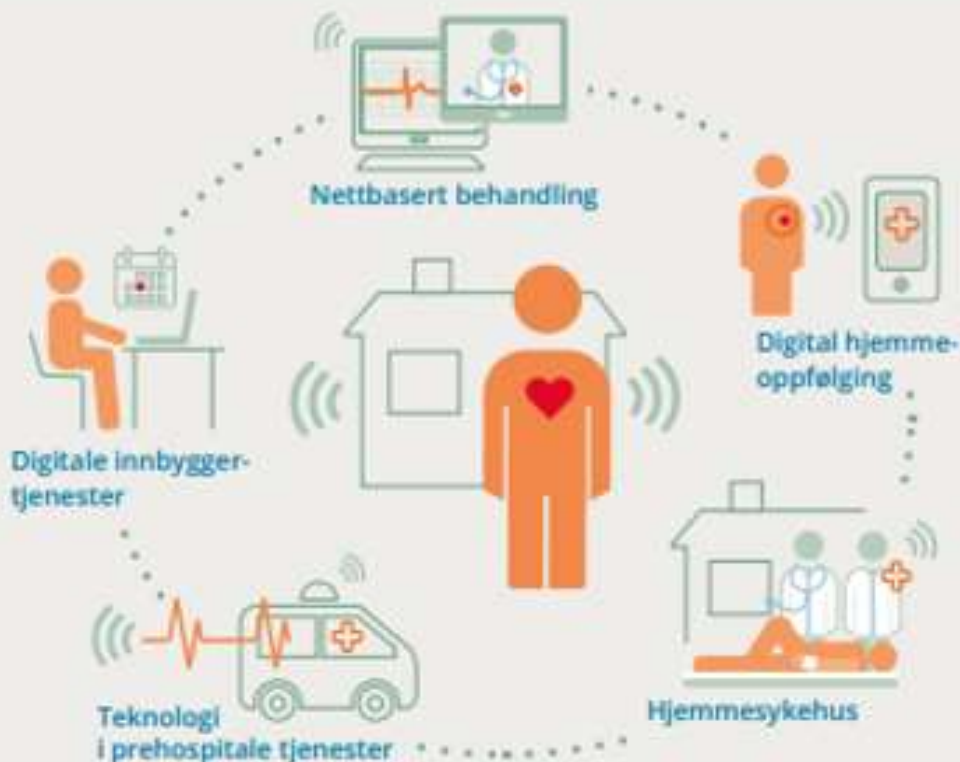 Nettbasert behandling
Digital hjemme-
oppfølging
Digitale innbygger-
tjenester
Hjemmesykehus
Teknologi
i prehospitale tjenester